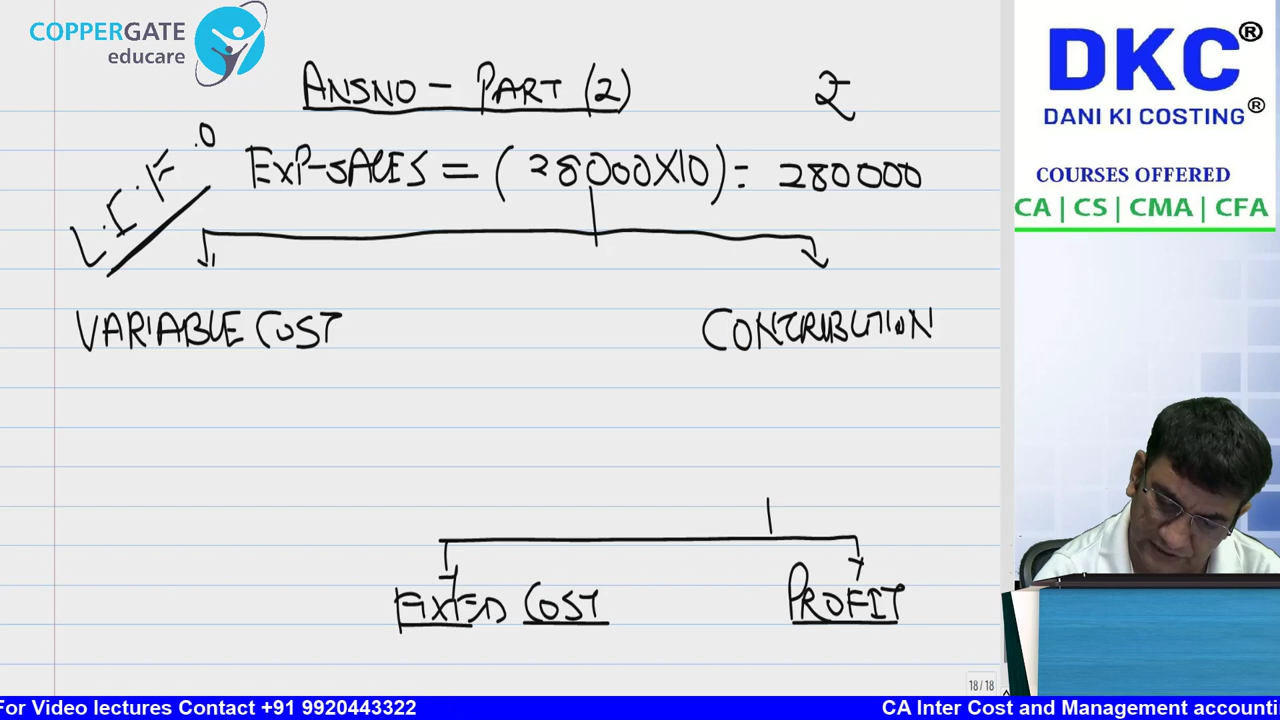 COPPERGATE
educare
ANSNO - PART (2) ₹
L.I.F.O
EXP-SALES = (28000X10) = 280000
VARIABLE COST CONTRIBUTION
FIXED COST PROFIT
18/18
DKC®
DANI KI COSTING®
COURSES OFFERED
CA | CS | CMA | CFA
For Video lectures Contact +91 9920443322 CA Inter Cost and Management accounti